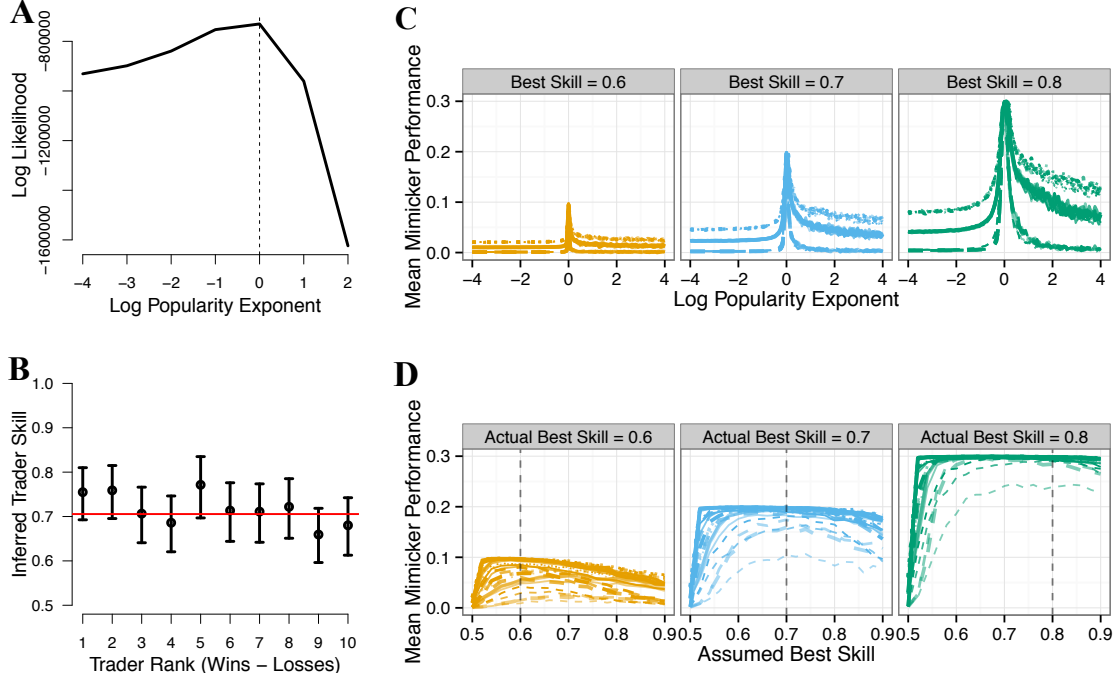 A
Log Likelihood
−800000
−1200000
−1600000
−4 −3 −2 −1 0 1 2
Log Popularity Exponent
B
Inferred Trader Skill
1.0
0.9
0.8
0.7
0.6
0.5
1 2 3 4 5 6 7 8 9 10
Trader Rank (Wins − Losses)
C
Mean Mimicker Performance
Best Skill = 0.6 Best Skill = 0.7 Best Skill = 0.8
0.3
0.2
0.1
0.0
−4 −2 0 2 4 −4 −2 0 2 4 −4 −2 0 2 4
Log Popularity Exponent
D
Mean Mimicker Performance
Actual Best Skill = 0.6 Actual Best Skill = 0.7 Actual Best Skill = 0.8
0.3
0.2
0.1
0.0
0.5 0.6 0.7 0.8 0.9 0.5 0.6 0.7 0.8 0.9 0.5 0.6 0.7 0.8 0.9
Assumed Best Skill